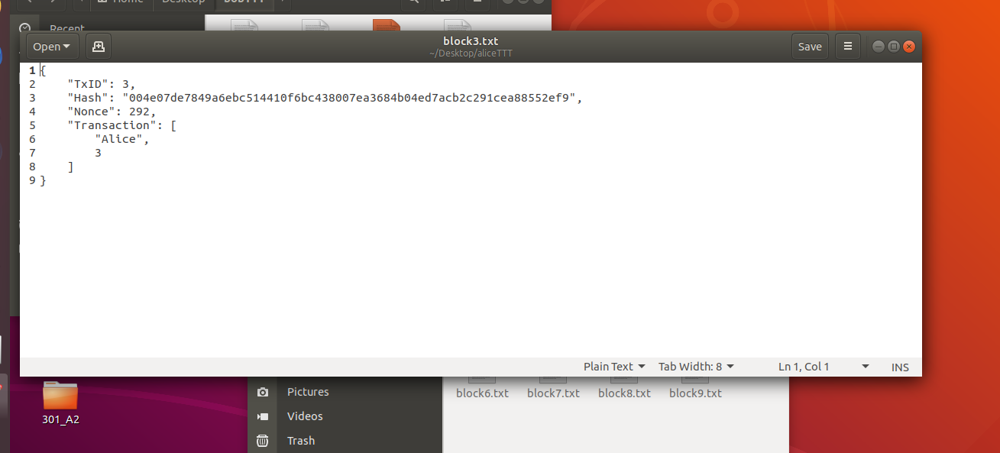 Home Desktop
Recent
Open
block3.txt
~/Desktop/aliceTTT
Save
1 {
2 "TxID": 3,
3 "Hash": "004e07de7849a6ebc514410f6bc438007ea3684b04ed7acb2c291cea88552ef9",
4 "Nonce": 292,
5 "Transaction": [
6 "Alice",
7 3
8 ]
9 }
Plain Text Tab Width: 8 Ln 1, Col 1 INS
Pictures
Videos
Trash
block6.txt block7.txt block8.txt block9.txt
301_A2